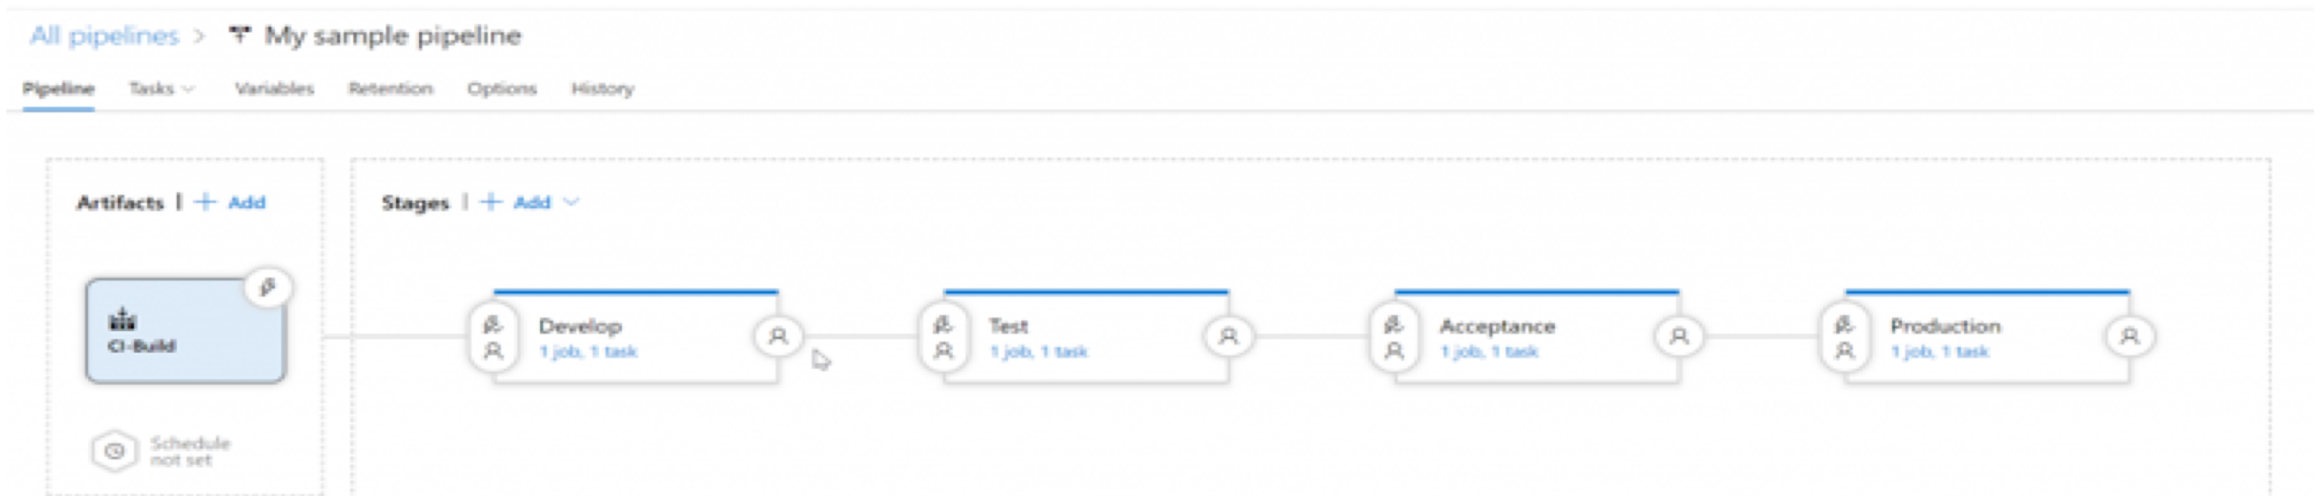 All pipelines > My sample pipeline
Pipeline Tasks Variables Retention Options History
Artifacts | + Add
Stages | + Add
CI-Build
Schedule
not set
Develop
1 job, 1 task
Test
1 job, 1 task
Acceptance
1 job, 1 task
Production
1 job, 1 task